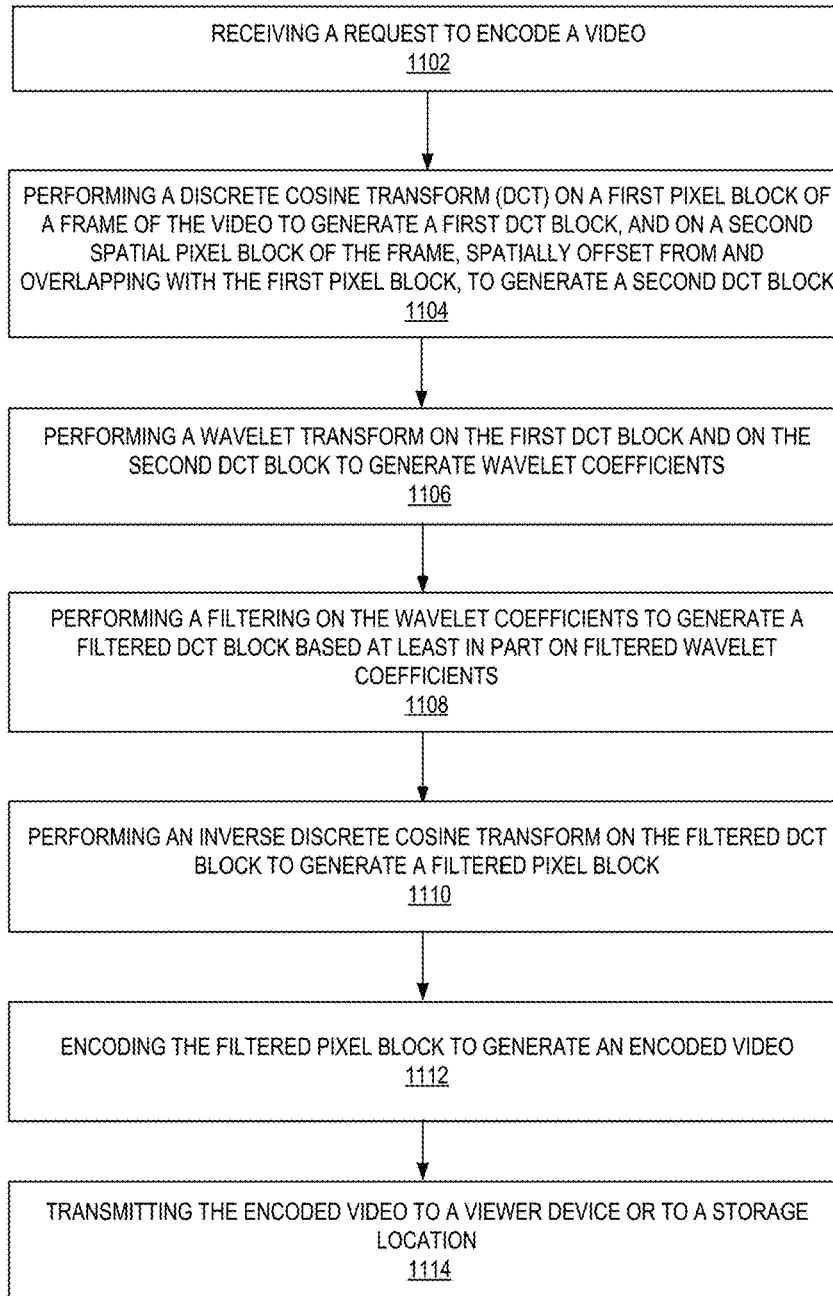 RECEIVING A REQUEST TO ENCODE A VIDEO
1102
PERFORMING A DISCRETE COSINE TRANSFORM (DCT) ON A FIRST PIXEL BLOCK OF
A FRAME OF THE VIDEO TO GENERATE A FIRST DCT BLOCK, AND ON A SECOND
SPATIAL PIXEL BLOCK OF THE FRAME, SPATIALLY OFFSET FROM AND
OVERLAPPING WITH THE FIRST PIXEL BLOCK, TO GENERATE A SECOND DCT BLOCK
1104
PERFORMING A WAVELET TRANSFORM ON THE FIRST DCT BLOCK AND ON THE
SECOND DCT BLOCK TO GENERATE WAVELET COEFFICIENTS
1106
PERFORMING A FILTERING ON THE WAVELET COEFFICIENTS TO GENERATE A
FILTERED DCT BLOCK BASED AT LEAST IN PART ON FILTERED WAVELET
COEFFICIENTS
1108
PERFORMING AN INVERSE DISCRETE COSINE TRANSFORM ON THE FILTERED DCT
BLOCK TO GENERATE A FILTERED PIXEL BLOCK
1110
ENCODING THE FILTERED PIXEL BLOCK TO GENERATE AN ENCODED VIDEO
1112
TRANSMITTING THE ENCODED VIDEO TO A VIEWER DEVICE OR TO A STORAGE
LOCATION
1114